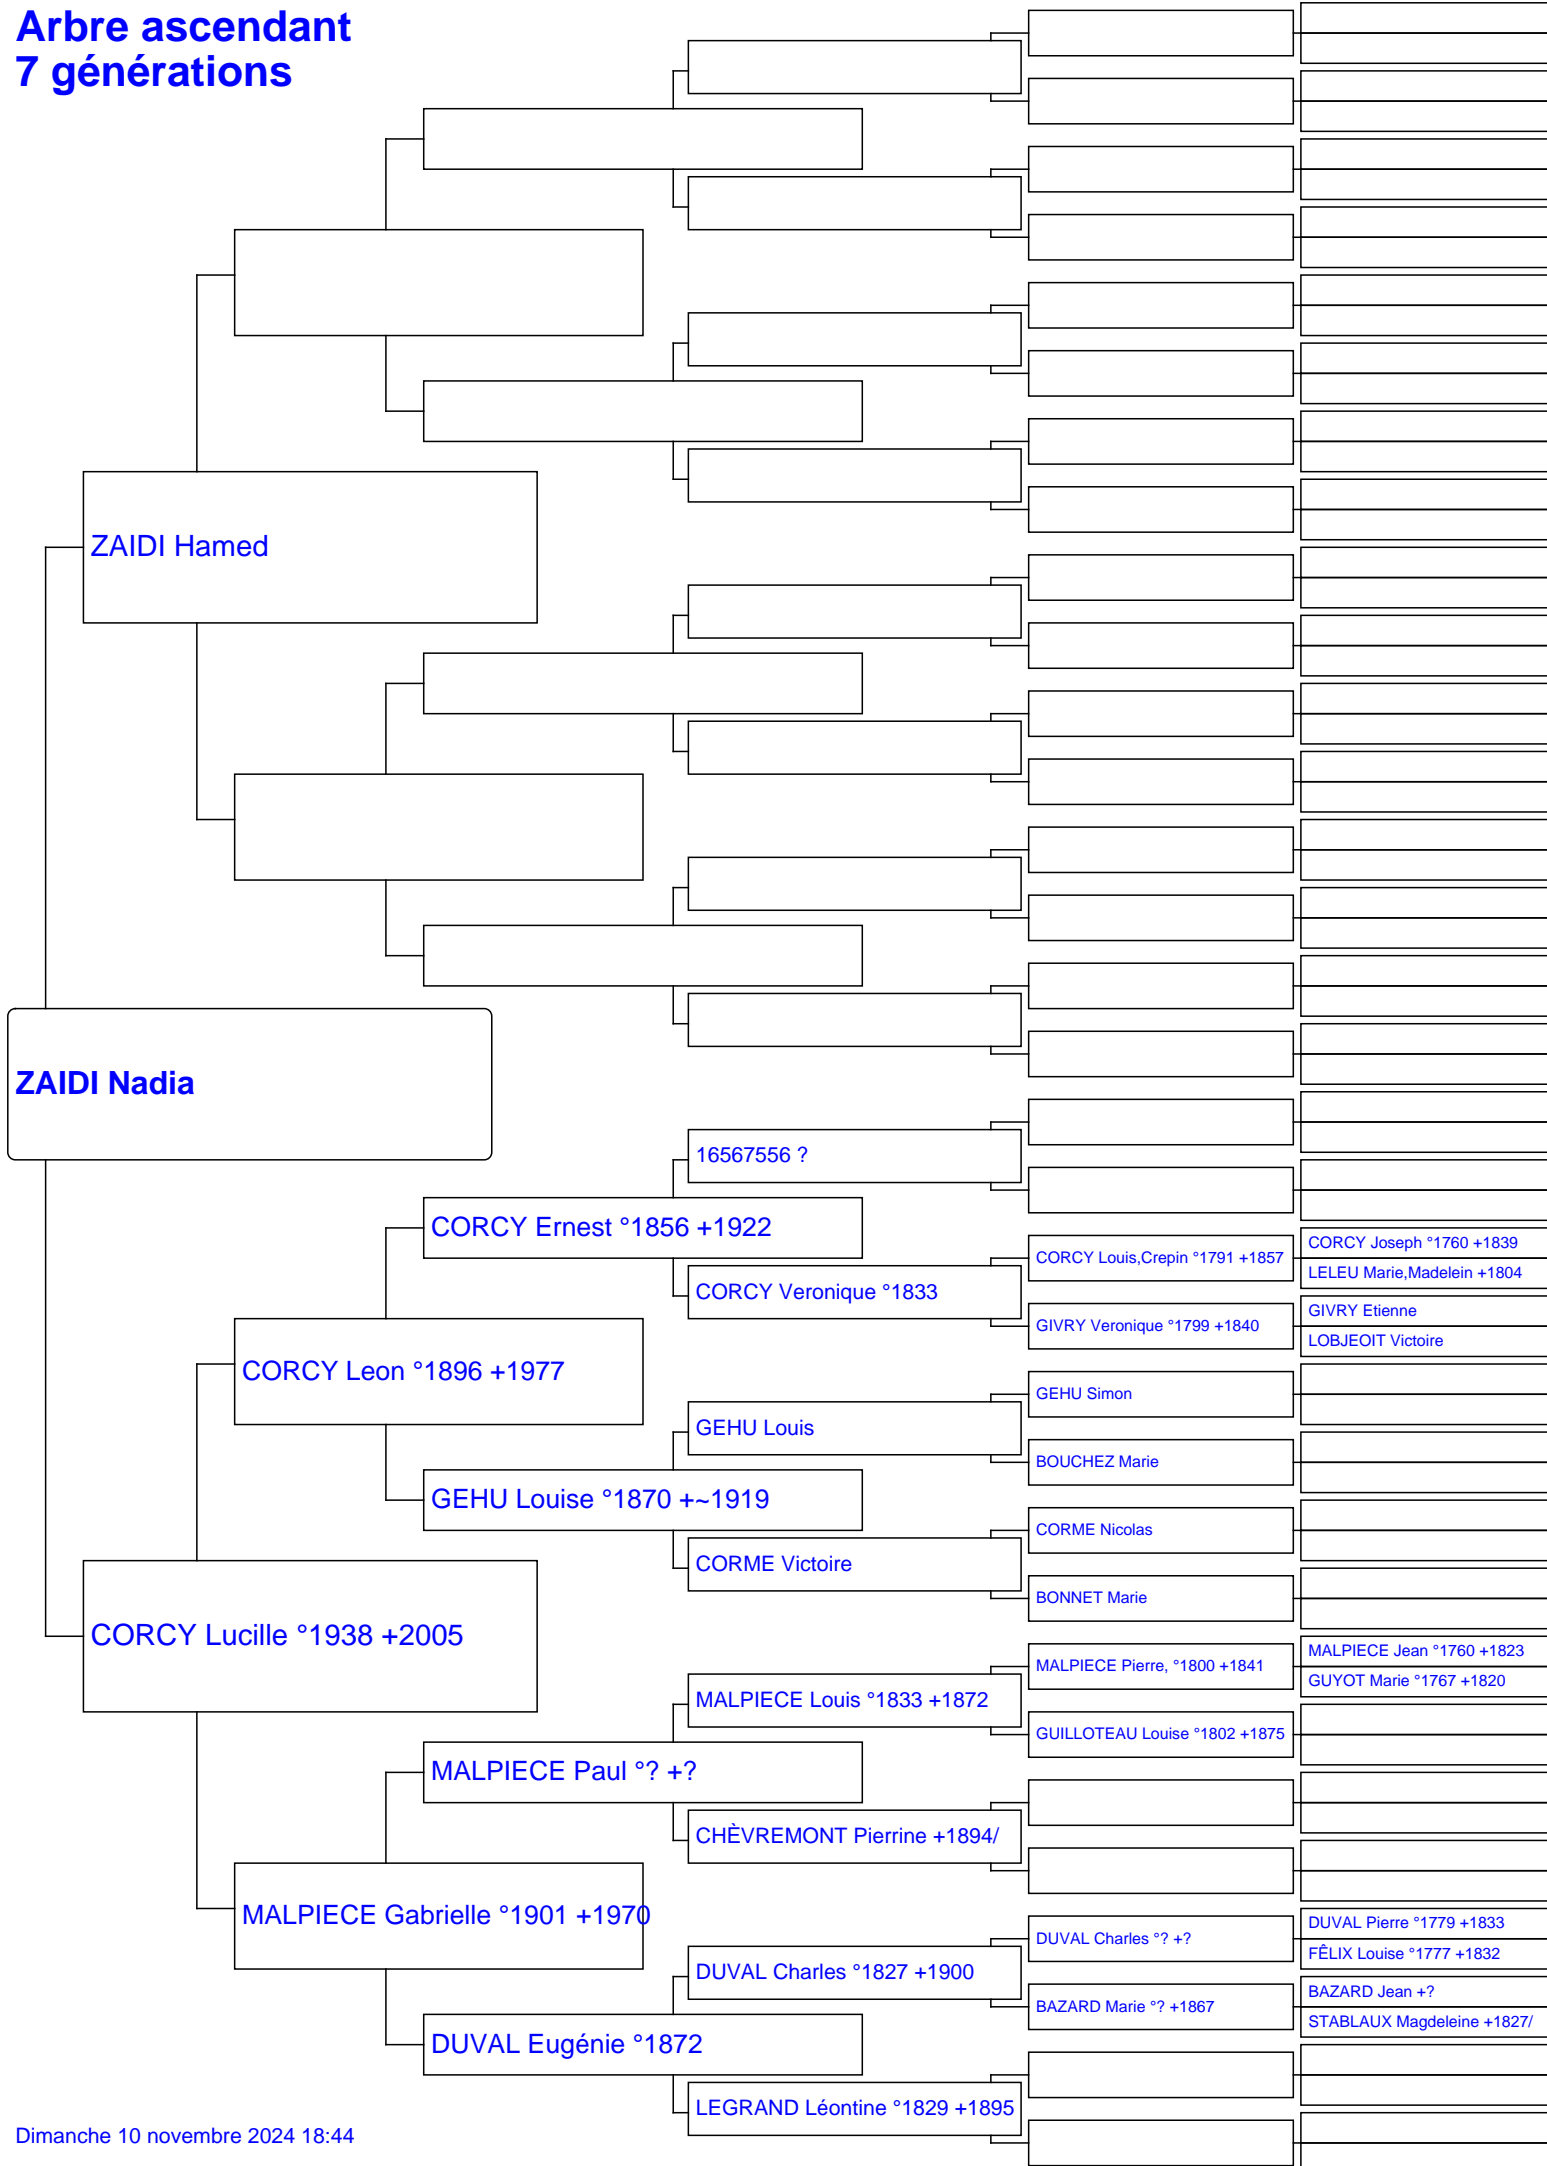 Arbre ascendant
7 générations
ZAIDI Hamed
ZAIDI Nadia
16567556 ?
CORCY Ernest °1856 +1922
CORCY Joseph °1760 +1839
CORCY Louis,Crepin °1791 +1857
LELEU Marie,Madelein +1804
CORCY Veronique °1833
GIVRY Etienne
GIVRY Veronique °1799 +1840
LOBJEOIT Victoire
CORCY Leon °1896 +1977
GEHU Simon
GEHU Louis
BOUCHEZ Marie
GEHU Louise °1870 +~1919
CORME Nicolas
CORME Victoire
BONNET Marie
CORCY Lucille °1938 +2005
MALPIECE Jean °1760 +1823
MALPIECE Pierre, °1800 +1841
GUYOT Marie °1767 +1820
MALPIECE Louis °1833 +1872
GUILLOTEAU Louise °1802 +1875
MALPIECE Paul °? +?
CHÈVREMONT Pierrine +1894/
MALPIECE Gabrielle °1901 +1970
DUVAL Pierre °1779 +1833
DUVAL Charles °? +?
FÊLIX Louise °1777 +1832
DUVAL Charles °1827 +1900
BAZARD Jean +?
BAZARD Marie °? +1867
STABLAUX Magdeleine +1827/
DUVAL Eugénie °1872
LEGRAND Léontine °1829 +1895
Dimanche 10 novembre 2024 18:44